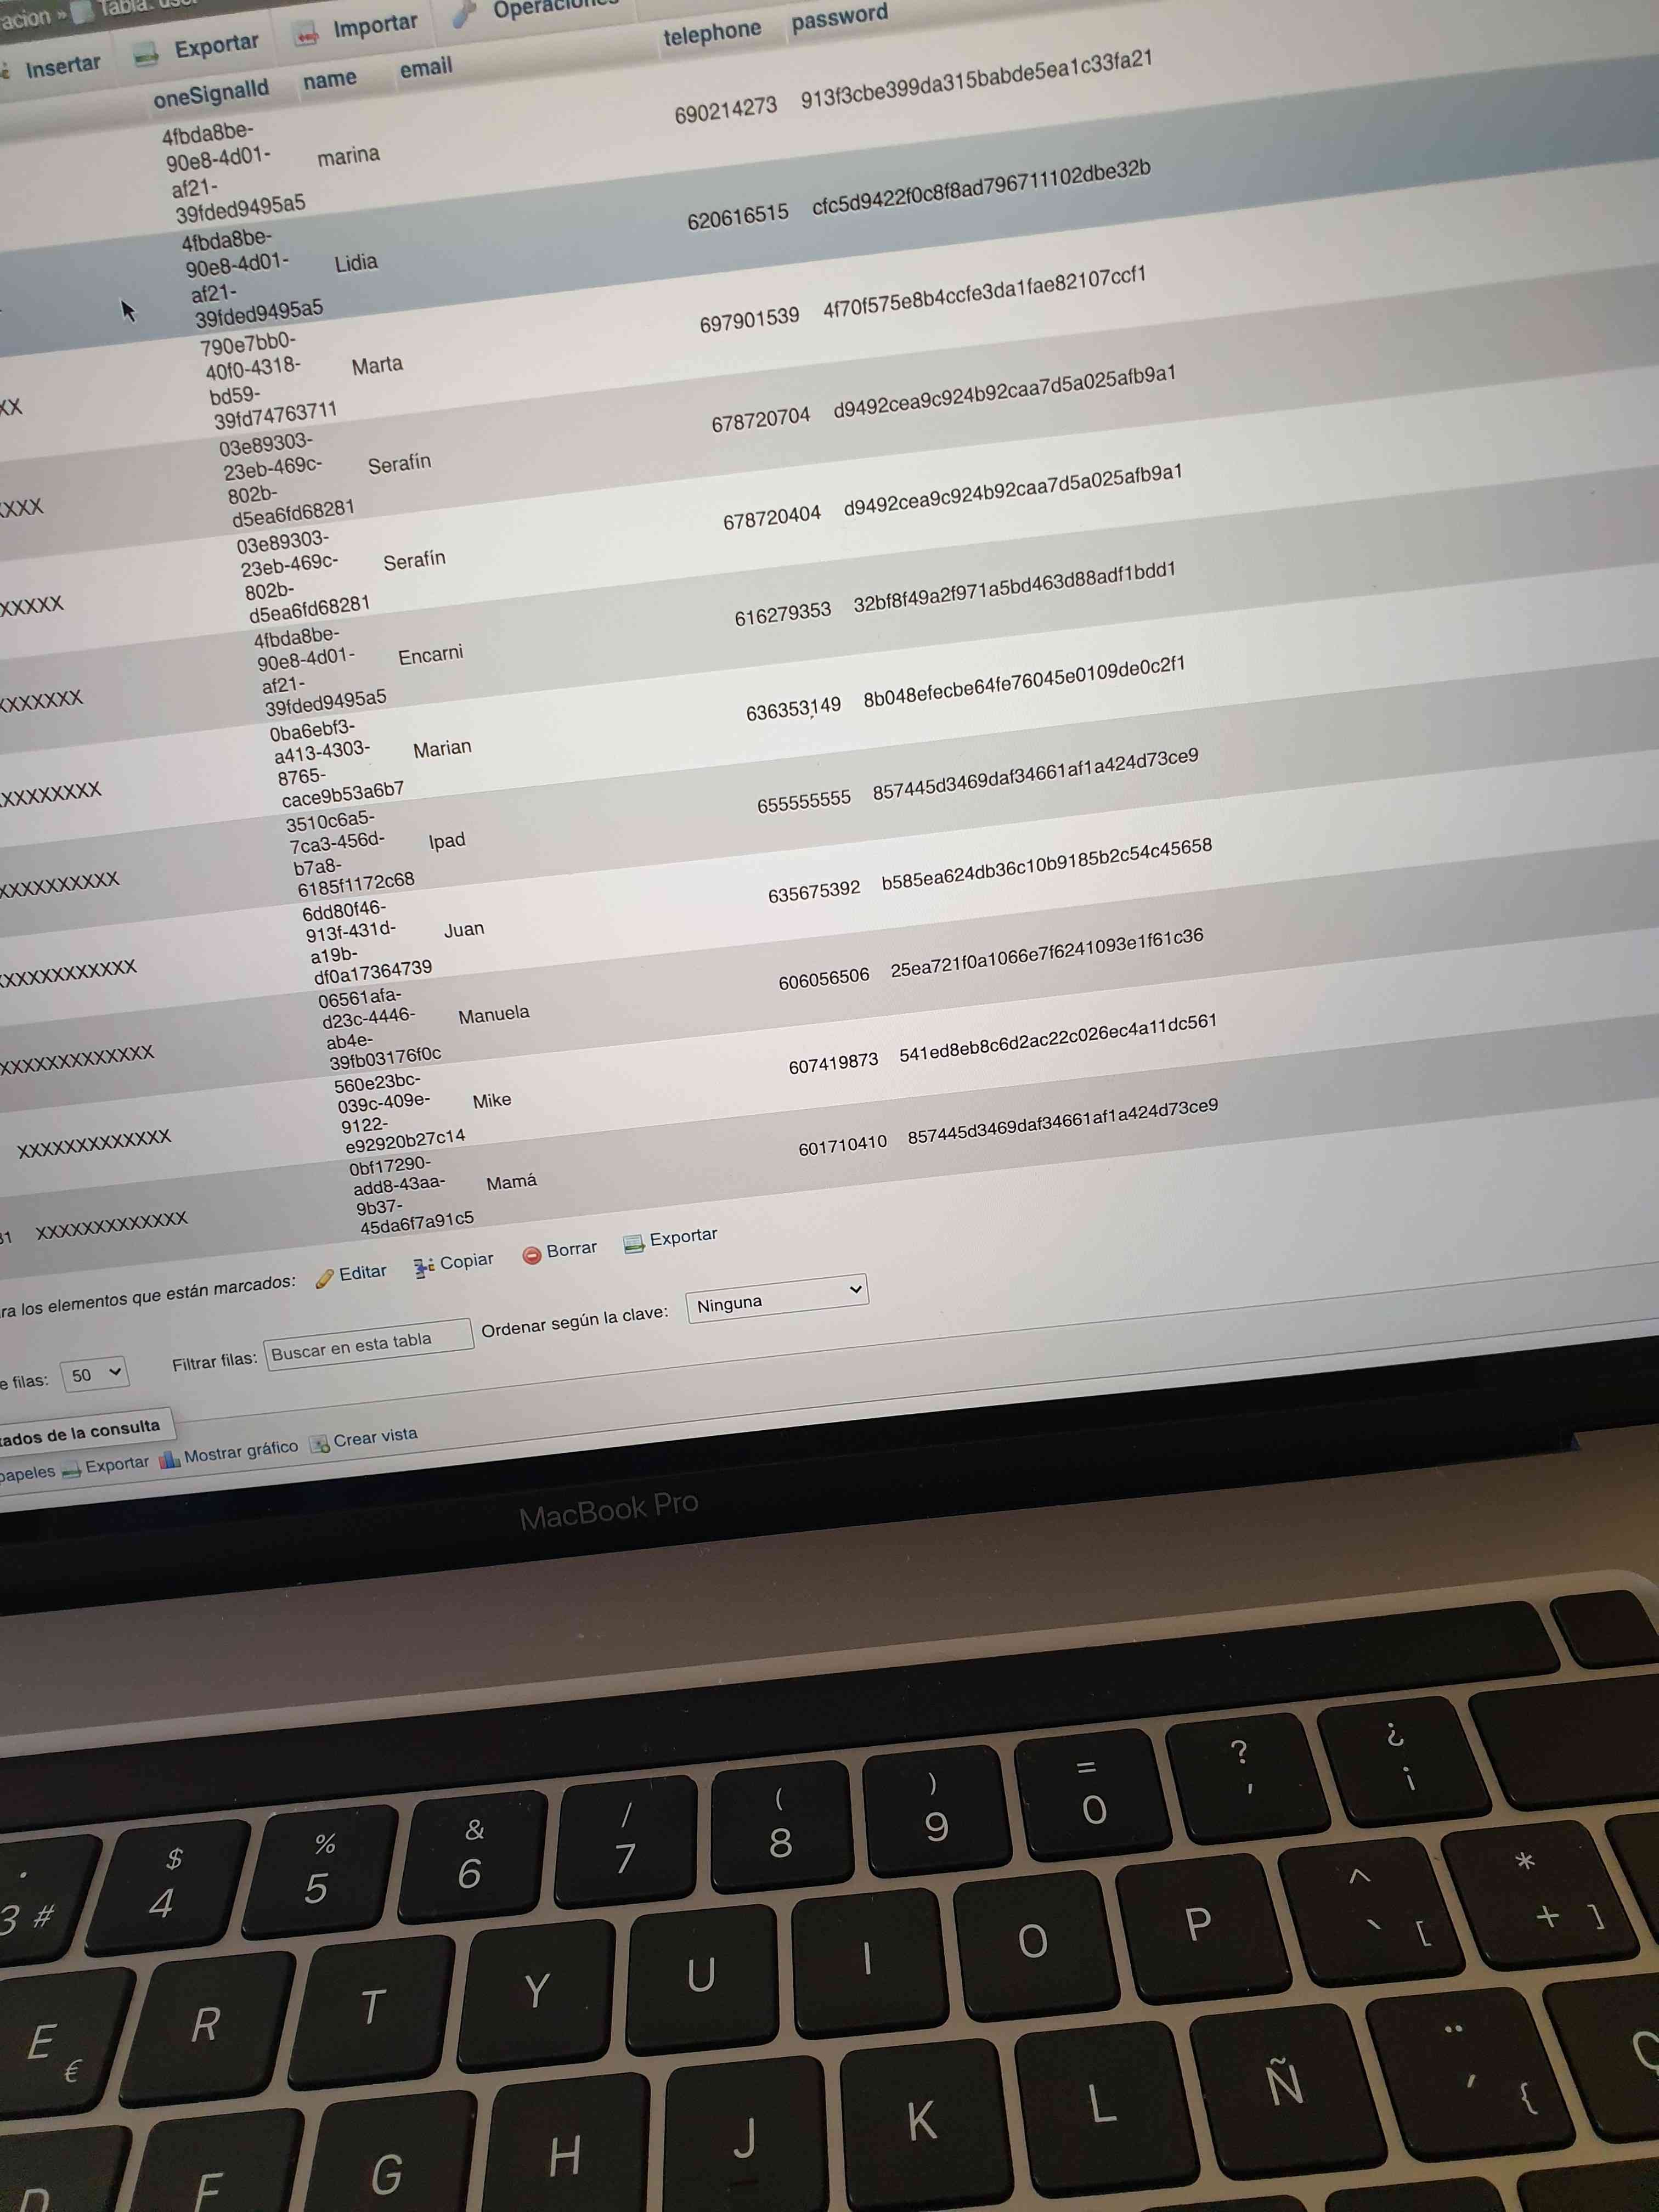 acion » Tabla: user
Insertar Exportar Importar Operaciones
oneSignalId name email telephone password
4fbda8be-
90e8-4d01-
af21-
39fded9495a5
marina 690214273 913f3cbe399da315babde5ea1c33fa21
4fbda8be-
90e8-4d01-
af21-
39fded9495a5
Lidia 620616515 cfc5d9422f0c8f8ad796711102dbe32b
XX
790e7bb0-
40f0-4318-
bd59-
39fd74763711
Marta 697901539 4f70f575e8b4ccfe3da1fae82107ccf1
XXXX
03e89303-
23eb-469c-
802b-
d5ea6fd68281
Serafín 678720704 d9492cea9c924b92caa7d5a025afb9a1
XXXXX
03e89303-
23eb-469c-
802b-
d5ea6fd68281
Serafín 678720404 d9492cea9c924b92caa7d5a025afb9a1
XXXXXXX
4fbda8be-
90e8-4d01-
af21-
39fded9495a5
Encarni 616279353 32bf8f49a2f971a5bd463d88adf1bdd1
XXXXXXXXX
0ba6ebf3-
a413-4303-
8765-
cace9b53a6b7
Marian 636353149 8b048efecbe64fe76045e0109de0c2f1
XXXXXXXXXX
3510c6a5-
7ca3-456d-
b7a8-
6185f1172c68
Ipad 655555555 857445d3469daf34661af1a424d73ce9
XXXXXXXXXXXX
6dd80f46-
913f-431d-
a19b-
df0a17364739
Juan 635675392 b585ea624db36c10b9185b2c54c45658
XXXXXXXXXXXXX
06561afa-
d23c-4446-
ab4e-
39fb03176f0c
Manuela 606056506 25ea721f0a1066e7f6241093e1f61c36
XXXXXXXXXXXXX
560e23bc-
039c-409e-
9122-
e92920b27c14
Mike 607419873 541ed8eb8c6d2ac22c026ec4a11dc561
31 XXXXXXXXXXXXX
0bf17290-
add8-43aa-
9b37-
45da6f7a91c5
Mamá 601710410 857445d3469daf34661af1a424d73ce9
ra los elementos que están marcados: Editar Copiar Borrar Exportar
e filas: 50 Filtrar filas: Buscar en esta tabla Ordenar según la clave: Ninguna
tados de la consulta
papeles Exportar Mostrar gráfico Crear vista
MacBook Pro
· $ % & / ( ) = ? ¿
3 # 4 5 6 7 8 9 0 ' ¡
E € R T Y U I O P ^ ` [ * + ]
D F G H J K L Ñ ¨ ´ { Ç